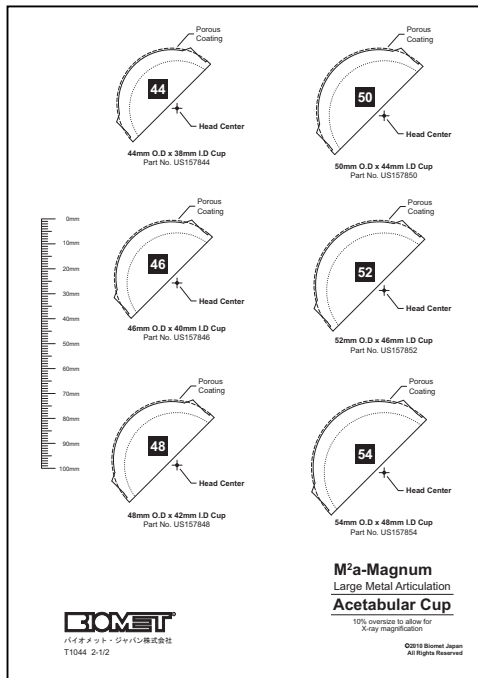 Porous
Coating
44
Head Center
44mm O.D x 38mm I.D Cup
Part No. US157844
Porous
Coating
50
Head Center
50mm O.D x 44mm I.D Cup
Part No. US157850
0mm
10mm
20mm
30mm
40mm
50mm
60mm
70mm
80mm
90mm
100mm
Porous
Coating
46
Head Center
46mm O.D x 40mm I.D Cup
Part No. US157846
Porous
Coating
52
Head Center
52mm O.D x 46mm I.D Cup
Part No. US157852
Porous
Coating
48
Head Center
48mm O.D x 42mm I.D Cup
Part No. US157848
Porous
Coating
54
Head Center
54mm O.D x 48mm I.D Cup
Part No. US157854
M²a-Magnum
Large Metal Articulation
Acetabular Cup
10% oversize to allow for
X-ray magnification
BIOMET®
バイオメット・ジャパン株式会社
T1044 2-1/2
©2010 Biomet Japan
All Rights Reserved